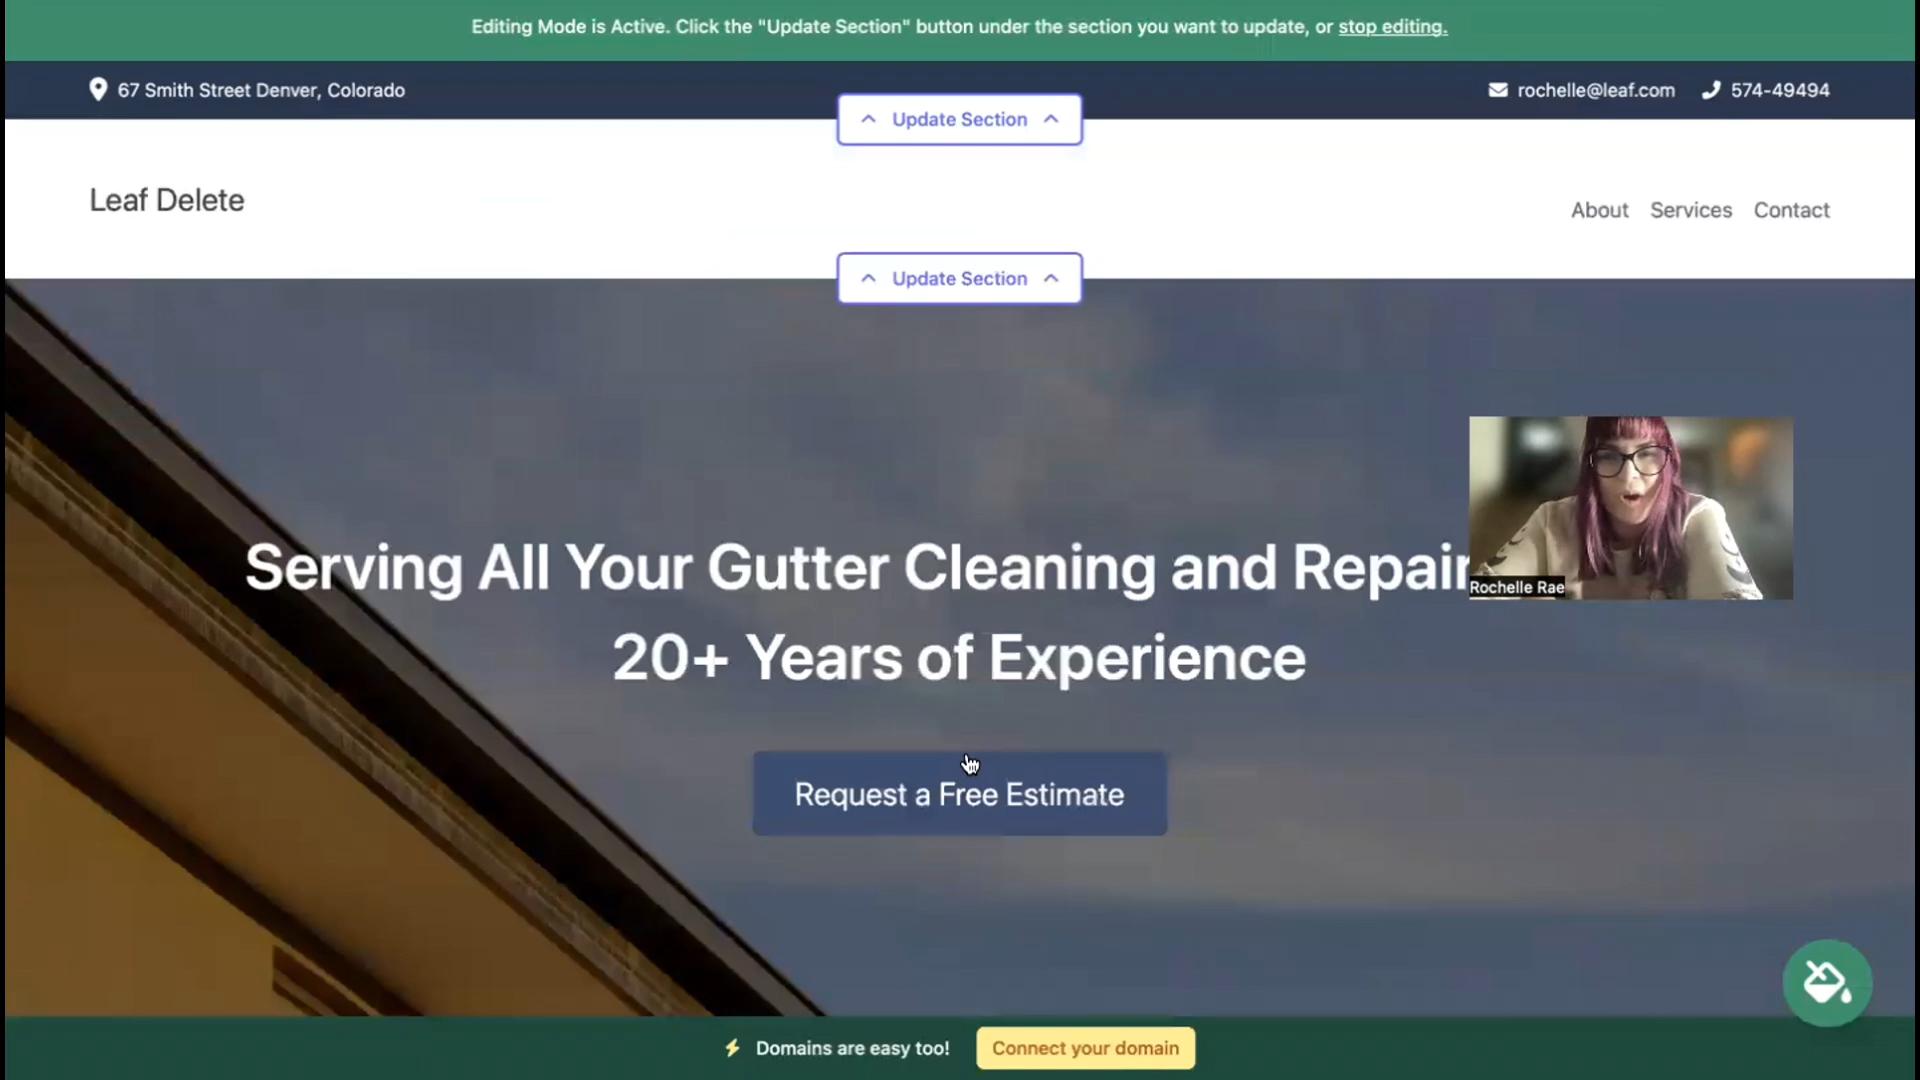 Editing Mode is Active. Click the "Update Section" button under the section you want to update, or stop editing.
67 Smith Street Denver, Colorado
rochelle@leaf.com
574-49494
Update Section
Leaf Delete
About
Services
Contact
Update Section
Serving All Your Gutter Cleaning and Repair
20+ Years of Experience
Rochelle Rae
Request a Free Estimate
Domains are easy too!
Connect your domain